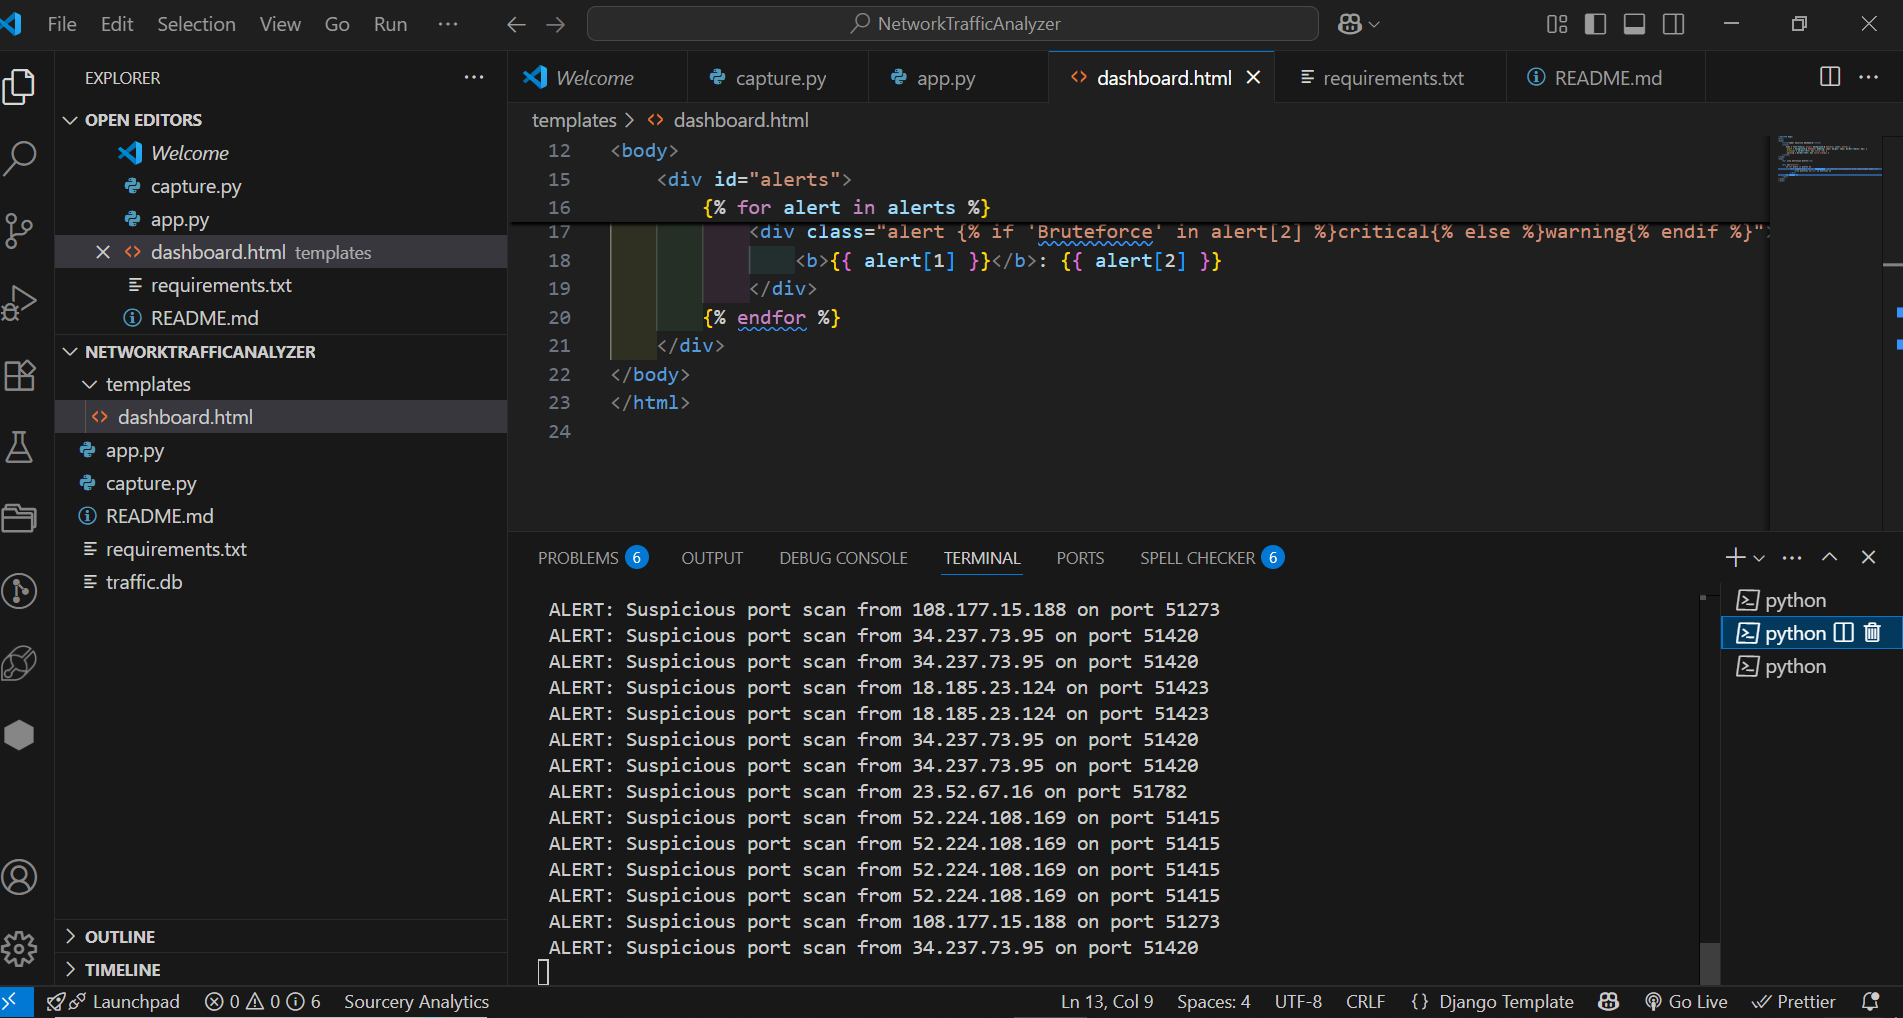 File Edit Selection View Go Run ···
NetworkTrafficAnalyzer
EXPLORER
OPEN EDITORS
Welcome
capture.py
app.py
dashboard.html templates
requirements.txt
README.md
NETWORKTRAFFICANALYZER
templates
dashboard.html
app.py
capture.py
README.md
requirements.txt
traffic.db
OUTLINE
TIMELINE
Welcome capture.py app.py dashboard.html requirements.txt README.md
templates > dashboard.html
12 <body>
15 <div id="alerts">
16 {% for alert in alerts %}
17 <div class="alert {% if 'Bruteforce' in alert[2] %}critical{% else %}warning{% endif %}">
18 <b>{{ alert[1] }}</b>: {{ alert[2] }}
19 </div>
20 {% endfor %}
21 </div>
22 </body>
23 </html>
24
PROBLEMS 6 OUTPUT DEBUG CONSOLE TERMINAL PORTS SPELL CHECKER 6
ALERT: Suspicious port scan from 108.177.15.188 on port 51273
ALERT: Suspicious port scan from 34.237.73.95 on port 51420
ALERT: Suspicious port scan from 34.237.73.95 on port 51420
ALERT: Suspicious port scan from 18.185.23.124 on port 51423
ALERT: Suspicious port scan from 18.185.23.124 on port 51423
ALERT: Suspicious port scan from 34.237.73.95 on port 51420
ALERT: Suspicious port scan from 34.237.73.95 on port 51420
ALERT: Suspicious port scan from 23.52.67.16 on port 51782
ALERT: Suspicious port scan from 52.224.108.169 on port 51415
ALERT: Suspicious port scan from 52.224.108.169 on port 51415
ALERT: Suspicious port scan from 52.224.108.169 on port 51415
ALERT: Suspicious port scan from 52.224.108.169 on port 51415
ALERT: Suspicious port scan from 108.177.15.188 on port 51273
ALERT: Suspicious port scan from 34.237.73.95 on port 51420
python
python
python
Launchpad 0 0 6 Sourcery Analytics Ln 13, Col 9 Spaces: 4 UTF-8 CRLF {} Django Template Go Live Prettier